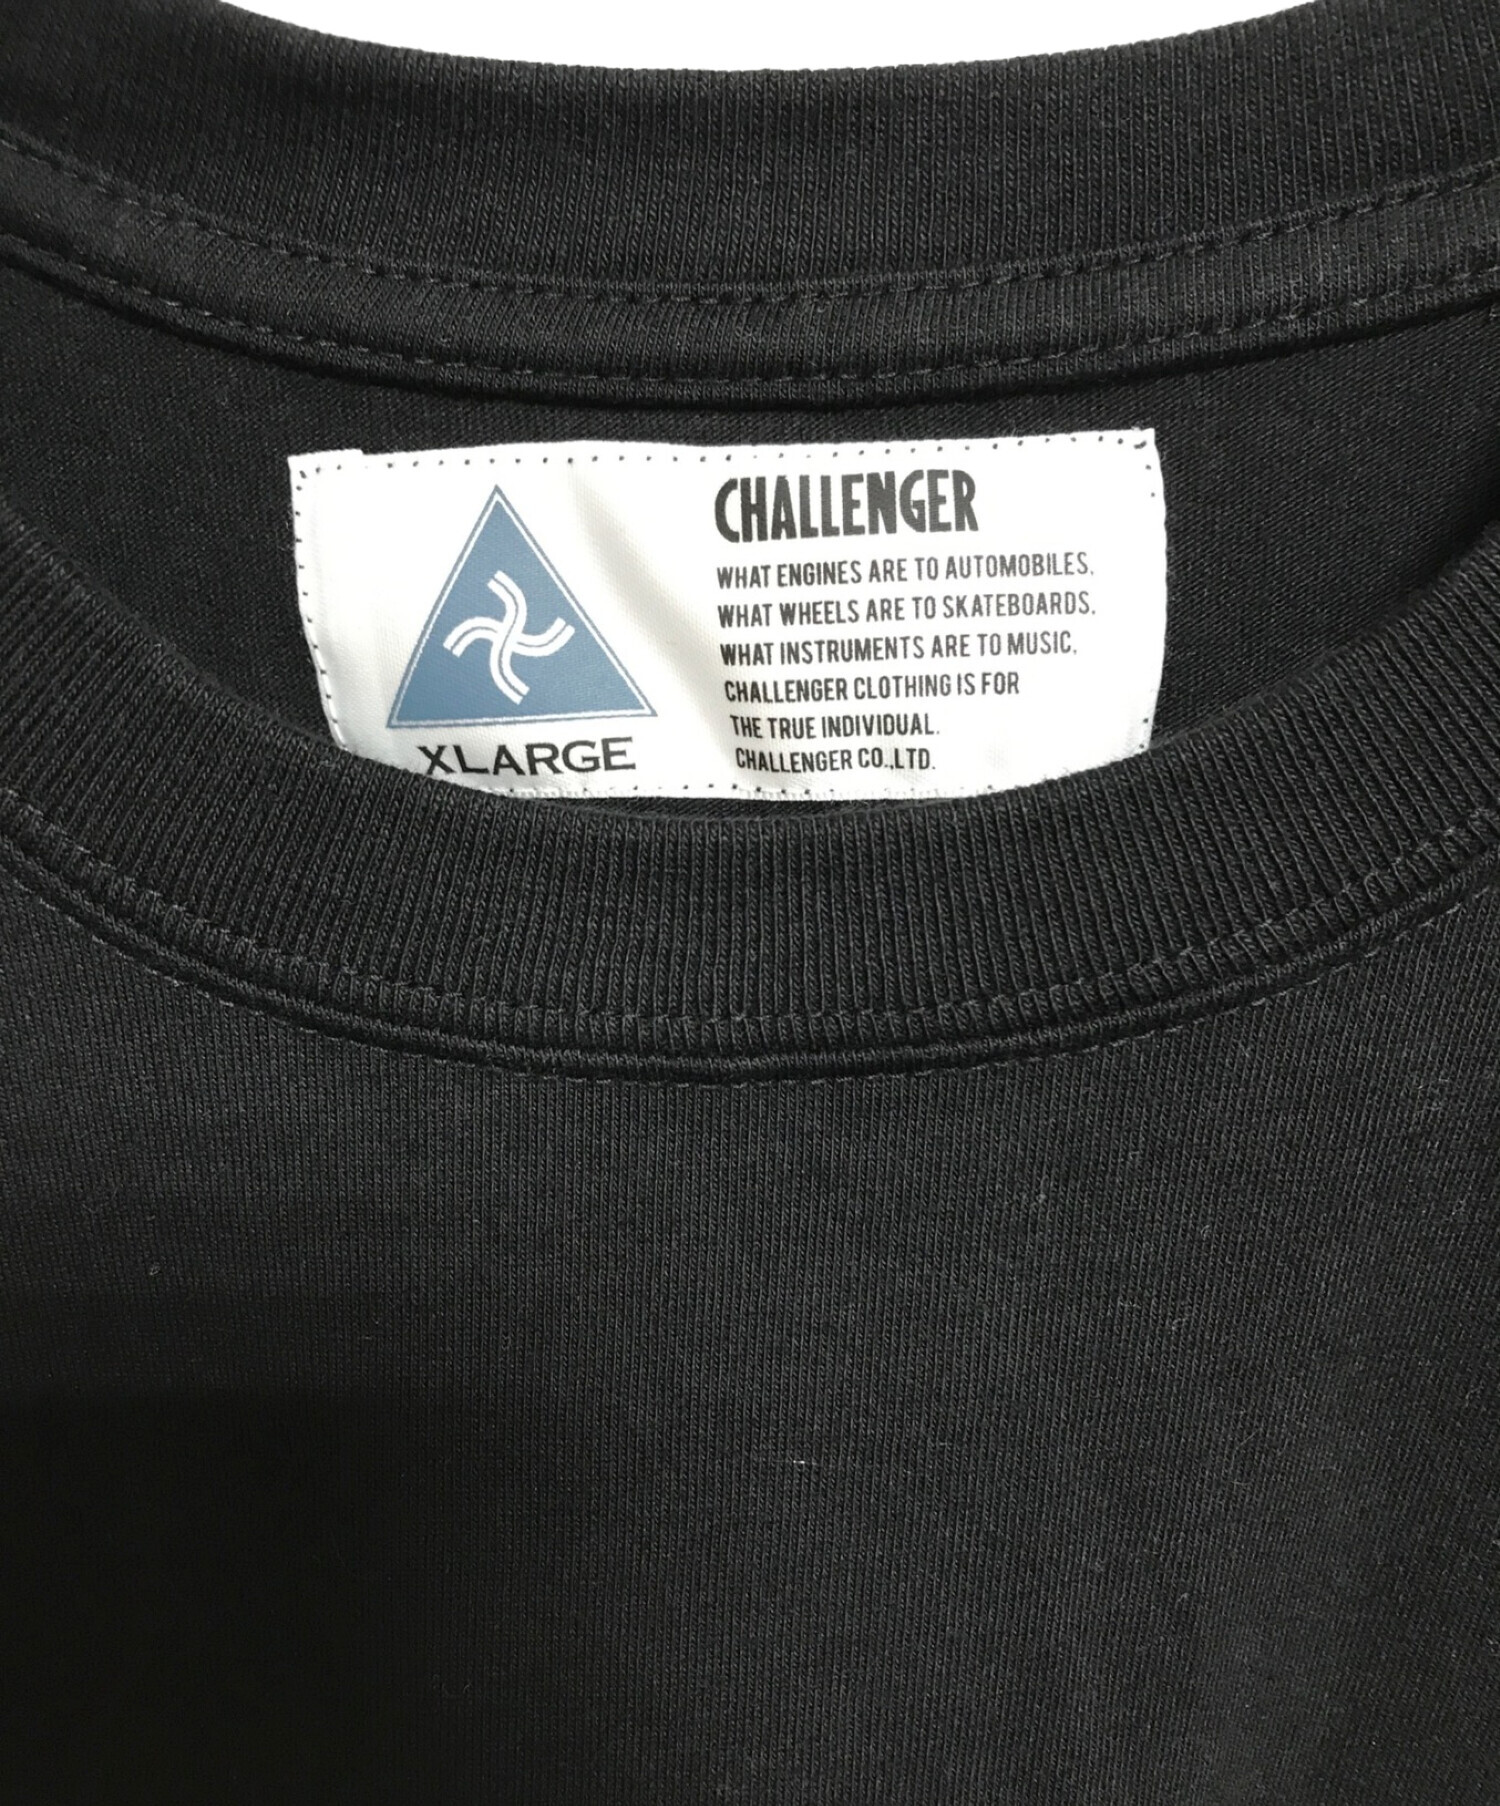 CHALLENGER
WHAT ENGINES ARE TO AUTOMOBILES,
WHAT WHEELS ARE TO SKATEBOARDS,
WHAT INSTRUMENTS ARE TO MUSIC,
CHALLENGER CLOTHING IS FOR
THE TRUE INDIVIDUAL.
CHALLENGER CO.,LTD.
XLARGE